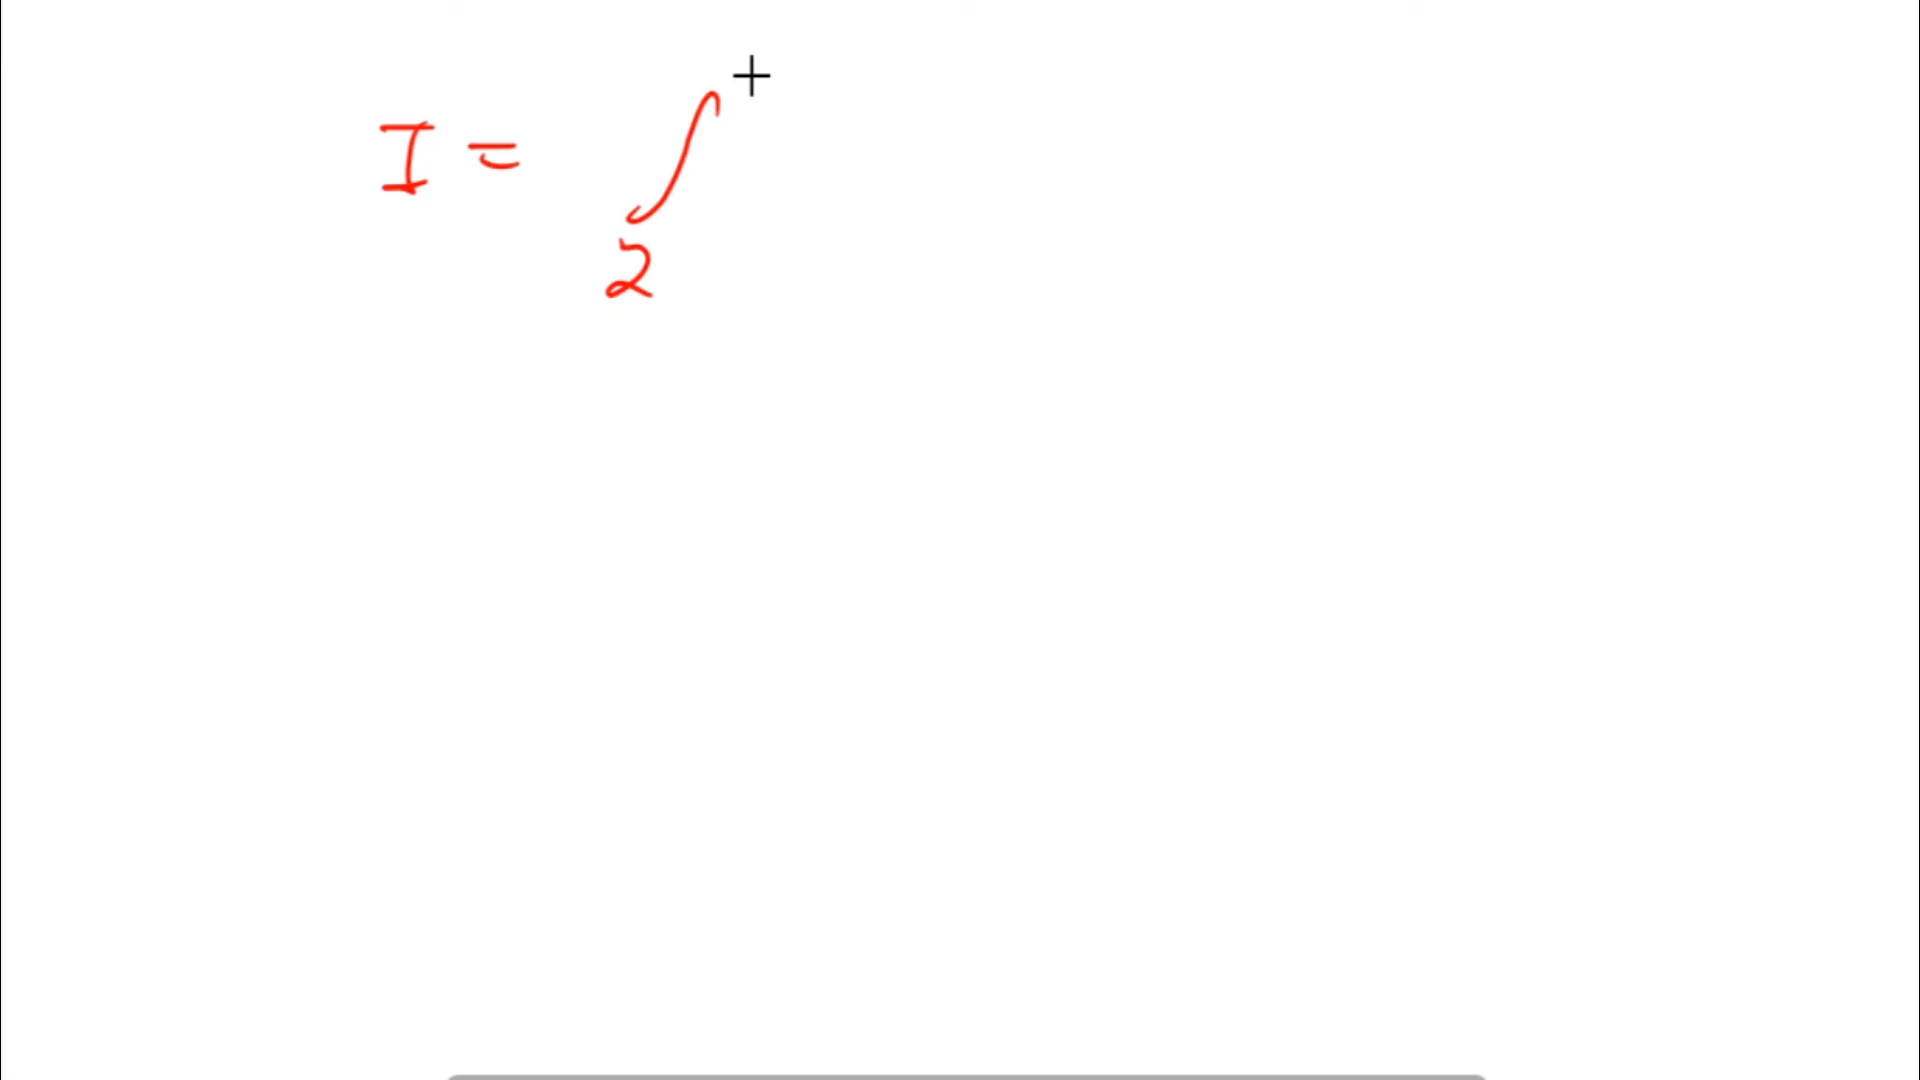 I = ∫
2